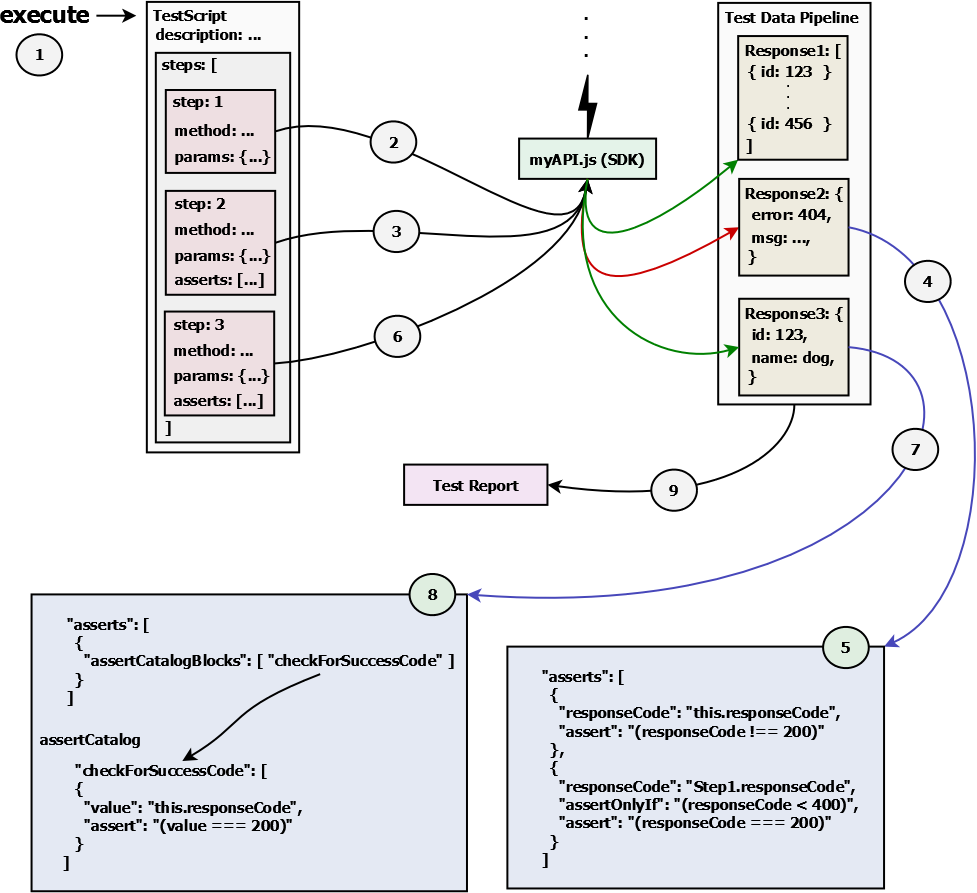 execute
1
TestScript
description: ...
steps: [
step: 1
method: ...
params: {...}
step: 2
method: ...
params: {...}
asserts: [...]
step: 3
method: ...
params: {...}
asserts: [...]
]
2
3
6
myAPI.js (SDK)
Test Data Pipeline
Response1: [
{ id: 123 }
.
.
.
{ id: 456 }
]
Response2: {
error: 404,
msg: ...,
}
Response3: {
id: 123,
name: dog,
}
4
7
9
Test Report
8
"asserts": [
{
"assertCatalogBlocks": [ "checkForSuccessCode" ]
}
]
assertCatalog
"checkForSuccessCode": [
{
"value": "this.responseCode",
"assert": "(value === 200)"
}
]
5
"asserts": [
{
"responseCode": "this.responseCode",
"assert": "(responseCode !== 200)"
},
{
"responseCode": "Step1.responseCode",
"assertOnlyIf": "(responseCode < 400)",
"assert": "(responseCode === 200)"
}
]